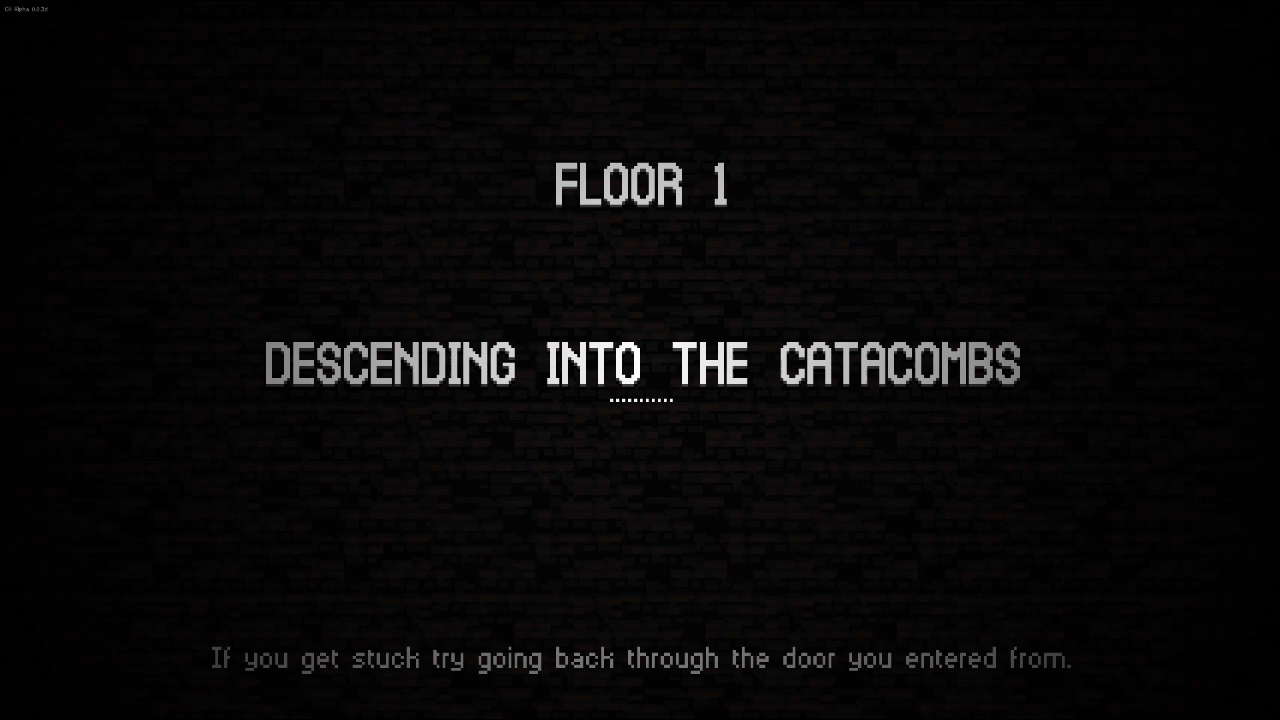 FLOOR 1
DESCENDING INTO THE CATACOMBS
...........
If you get stuck try going back through the door you entered from.